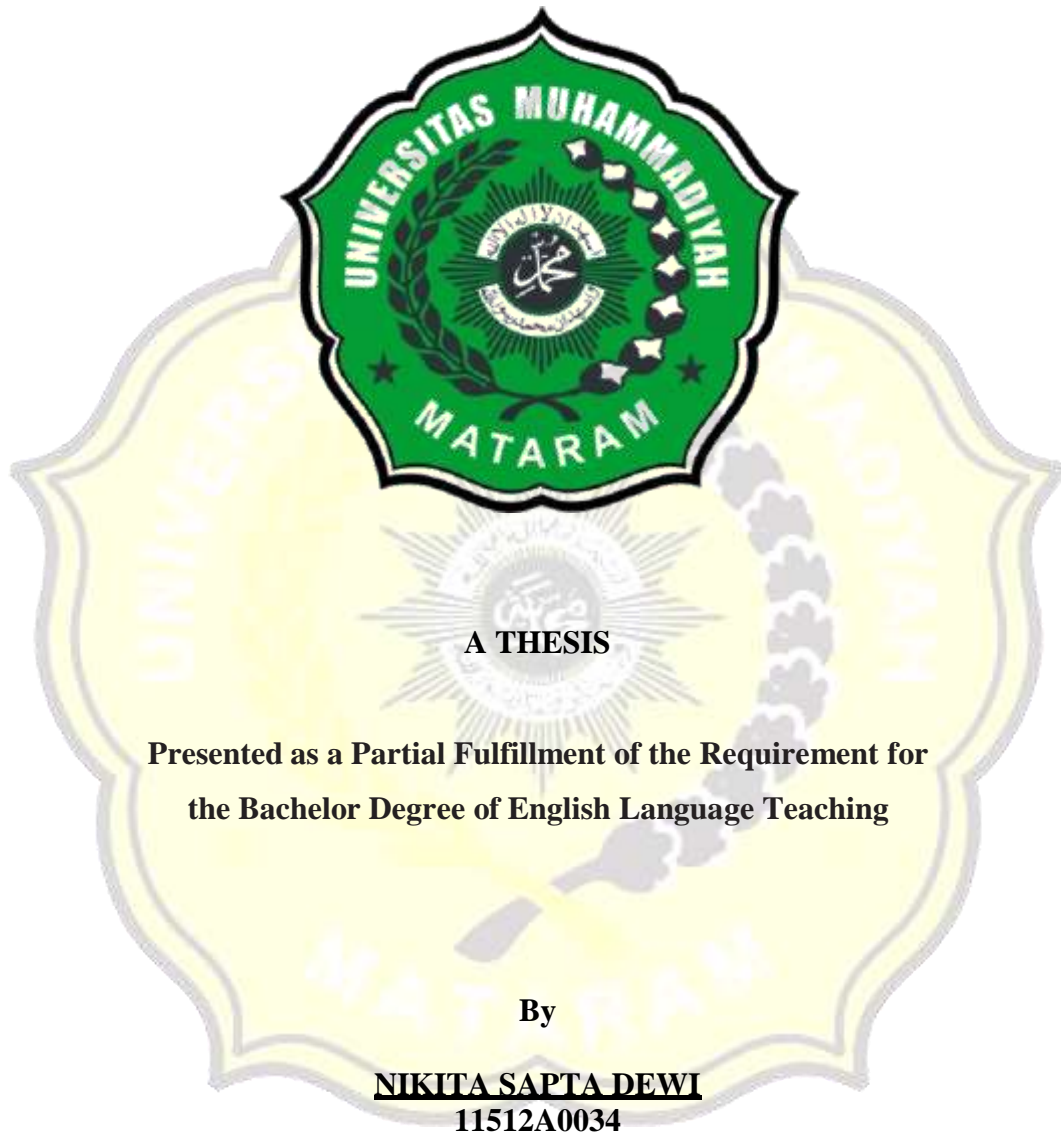 UNIVERSITAS MUHAMMADIYAH
MATARAM
A THESIS
Presented as a Partial Fulfillment of the Requirement for
the Bachelor Degree of English Language Teaching
By
NIKITA SAPTA DEWI
11512A0034